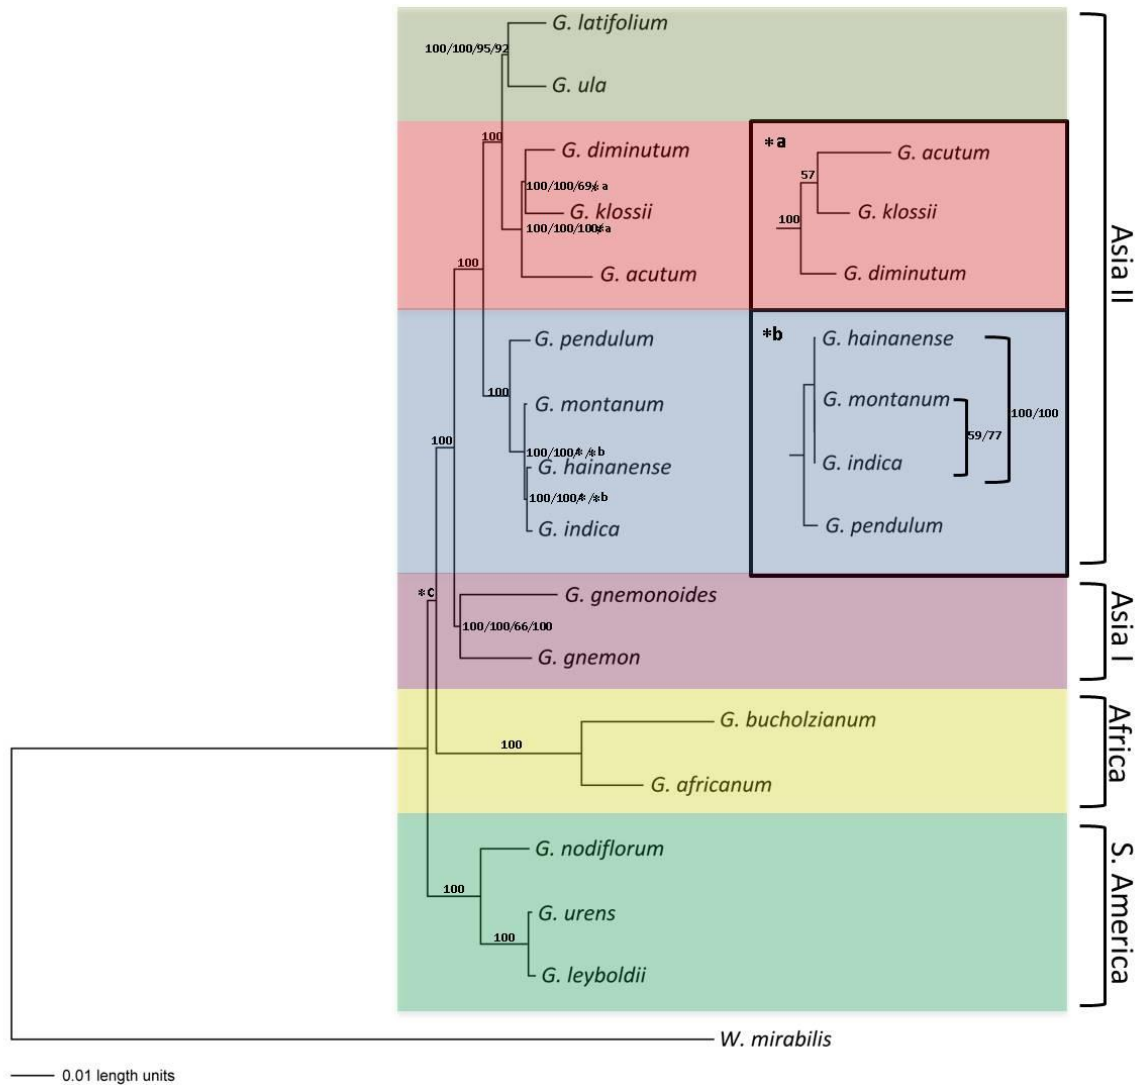 G. latifolium
100/100/95/92
G. ula
Asia II
100
G. diminutum
100/100/69/*a
G. klossii
100/100/100/*a
G. acutum
*a
G. acutum
57
G. klossii
100
G. diminutum
100
G. pendulum
100
G. montanum
100/100/*/*b
G. hainanense
100/100/*/*b
G. indica
*b
G. hainanense
G. montanum
100/100
59/77
G. indica
G. pendulum
100
*c
G. gnemonoides
100/100/66/100
G. gnemon
Asia I
G. bucholzianum
100
G. africanum
Africa
G. nodiflorum
100
G. urens
100
G. leyboldii
S. America
W. mirabilis
0.01 length units